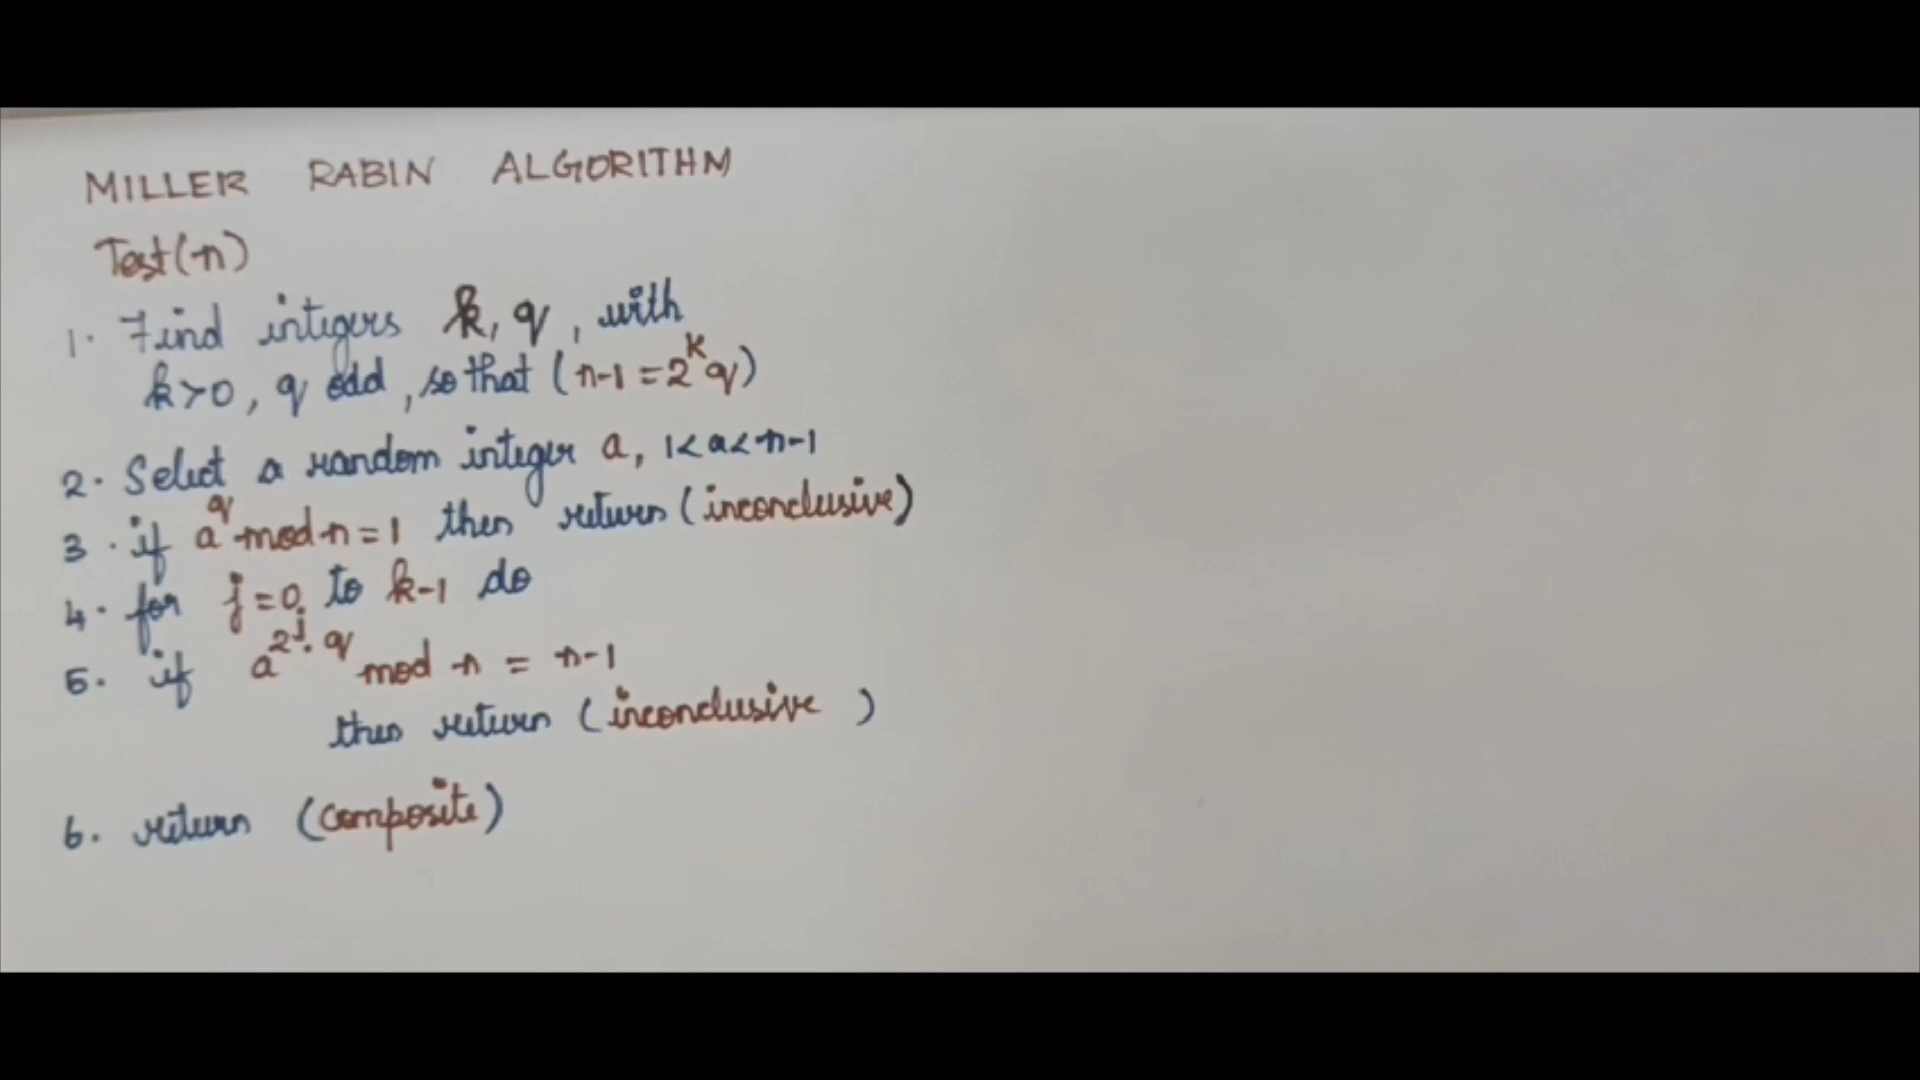 MILLER RABIN ALGORITHM
Test(n)
1. Find integers k, q, with
k>0, q odd, so that (n-1=2^k q)
2. Select a random integer a, 1<a<n-1
3. if a^q mod n = 1 then return (inconclusive)
4. for j=0 to k-1 do
5. if a^2^j.q mod n = n-1
then return (inconclusive )
6. return (composite)